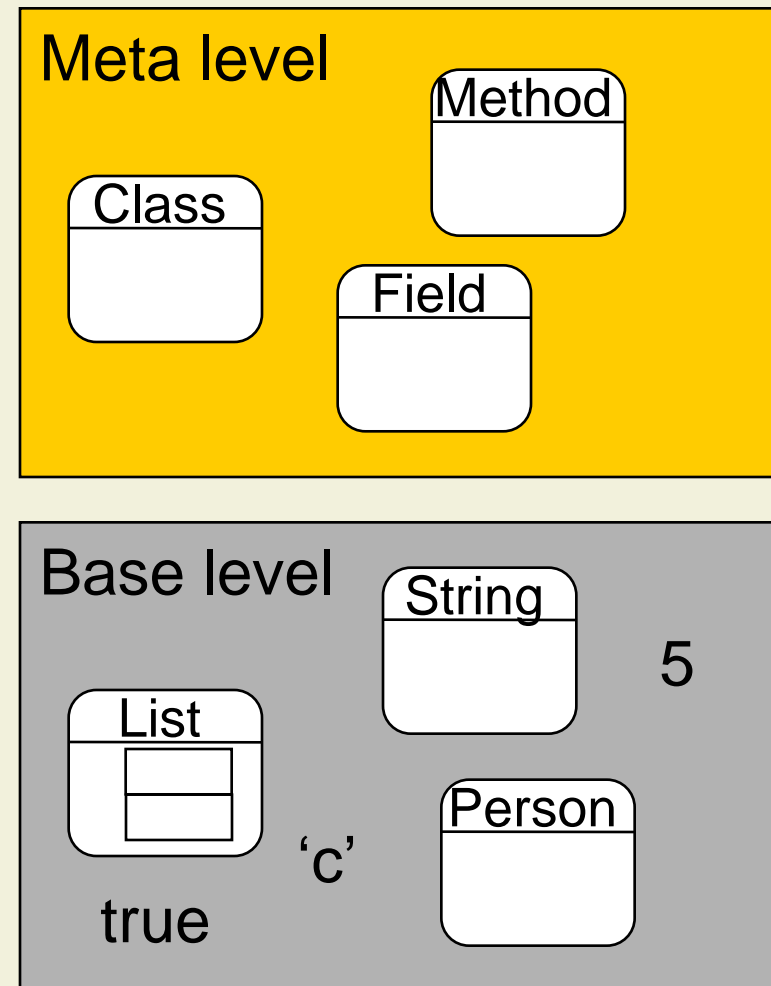 Meta level
Method
Class
Field
Base level
String
5
List
Person
‘c’
true